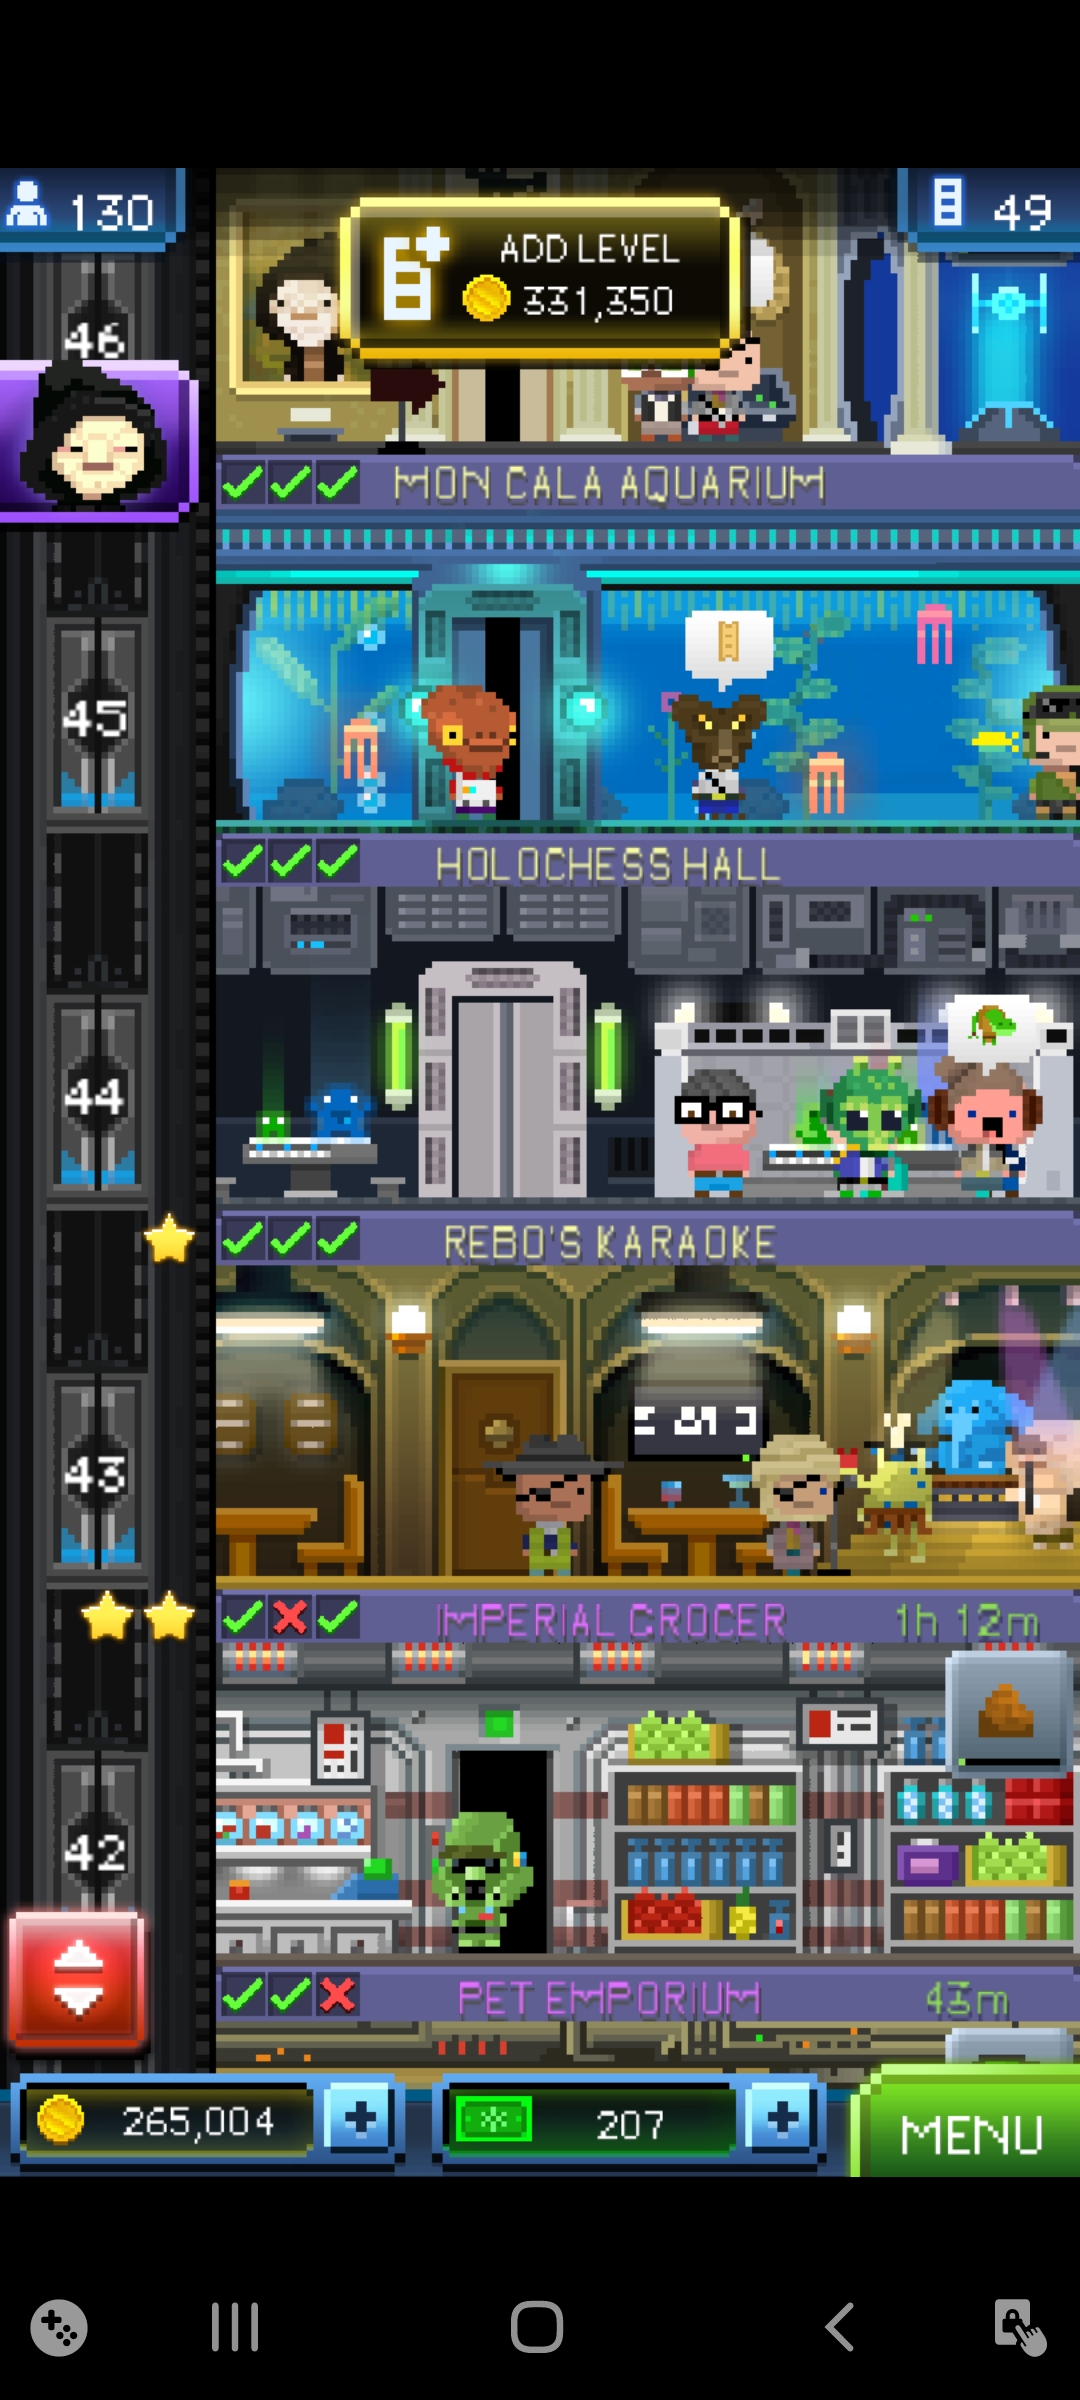 130
49
ADD LEVEL
331,350
46
MON CALA AQUARIUM
45
HOLOCHESS HALL
44
REBO'S KARAOKE
43
IMPERIAL GROCER
1h 12m
42
PET EMPORIUM
43m
265,004
207
MENU